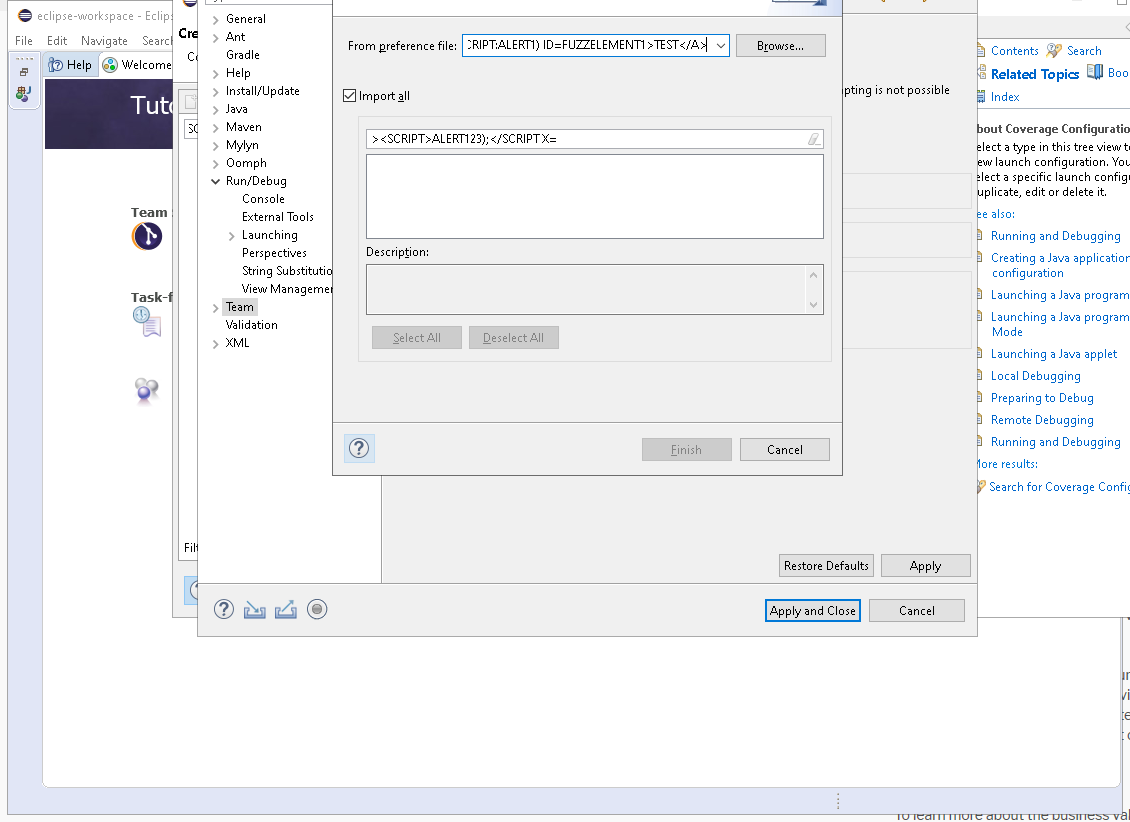 eclipse-workspace - Eclips
File Edit Navigate Search
Help
Welcome
Tuto
Team
Task-f
Cre
General
Ant
Gradle
Help
Install/Update
Java
Maven
Mylyn
Oomph
Run/Debug
Console
External Tools
Launching
Perspectives
String Substitutio
View Managemen
Team
Validation
XML
Filt
From preference file:
CRIPT:ALERT1) ID=FUZZELEMENT1>TEST</A>
Browse...
Import all
><SCRIPT>ALERT123);</SCRIPT X=
Description:
Select All
Deselect All
?
Finish
Cancel
pting is not possible
Restore Defaults
Apply
?
Apply and Close
Cancel
Contents
Search
Related Topics
Boo
Index
bout Coverage Configuratio
elect a type in this tree view to
ew launch configuration. You
elect a specific launch configu
uplicate, edit or delete it.
ee also:
Running and Debugging
Creating a Java application
configuration
Launching a Java program
Launching a Java program
Mode
Launching a Java applet
Local Debugging
Preparing to Debug
Remote Debugging
Running and Debugging
More results:
Search for Coverage Config
To learn more about the business val